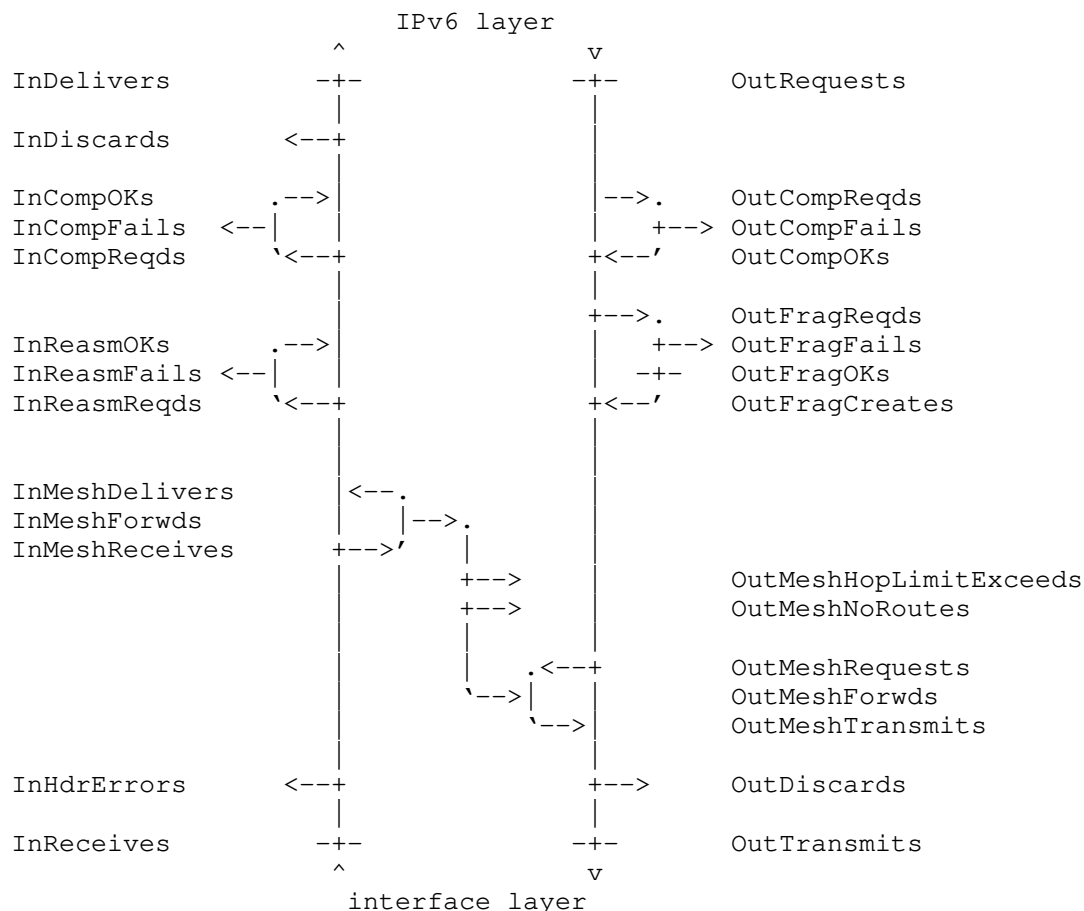 IPv6 layer
^ v
InDelivers -+- -+- OutRequests
| |
InDiscards <--+ |
| |
InCompOKs .-->| |-->. OutCompReqds
InCompFails <--| | | +--> OutCompFails
InCompReqds `<--+ +<--' OutCompOKs
| |
| +-->. OutFragReqds
InReasmOKs .-->| | +--> OutFragFails
InReasmFails <--| | | -+- OutFragOKs
InReasmReqds `<--+ +<--' OutFragCreates
| |
| |
InMeshDelivers |<--. |
InMeshForwds | |-->. |
InMeshReceives +-->' | |
| +--> | OutMeshHopLimitExceeds
| +--> | OutMeshNoRoutes
| | |
| | .<--+ OutMeshRequests
| `-->| | OutMeshForwds
| `-->| OutMeshTransmits
| |
InHdrErrors <--+ +--> OutDiscards
| |
InReceives -+- -+- OutTransmits
^ v
interface layer